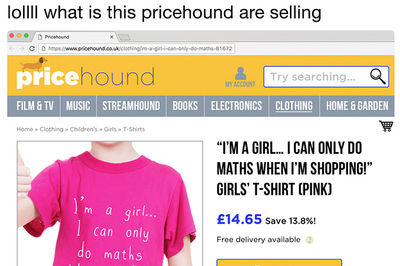 lollll what is this pricehound are selling
Pricehound
https://www.pricehound.co.uk/clothing/im-a-girl-i-can-only-do-maths-81672
pricehound
MY ACCOUNT
Try searching...
FILM & TV
MUSIC
STREAMHOUND
BOOKS
ELECTRONICS
CLOTHING
HOME & GARDEN
Home » Clothing » Children's » Girls » T-Shirts
"I'M A GIRL... I CAN ONLY DO
MATHS WHEN I'M SHOPPING!"
GIRLS' T-SHIRT (PINK)
£14.65 Save 13.8%!
Free delivery available ?
I'm a girl...
I can only
do maths